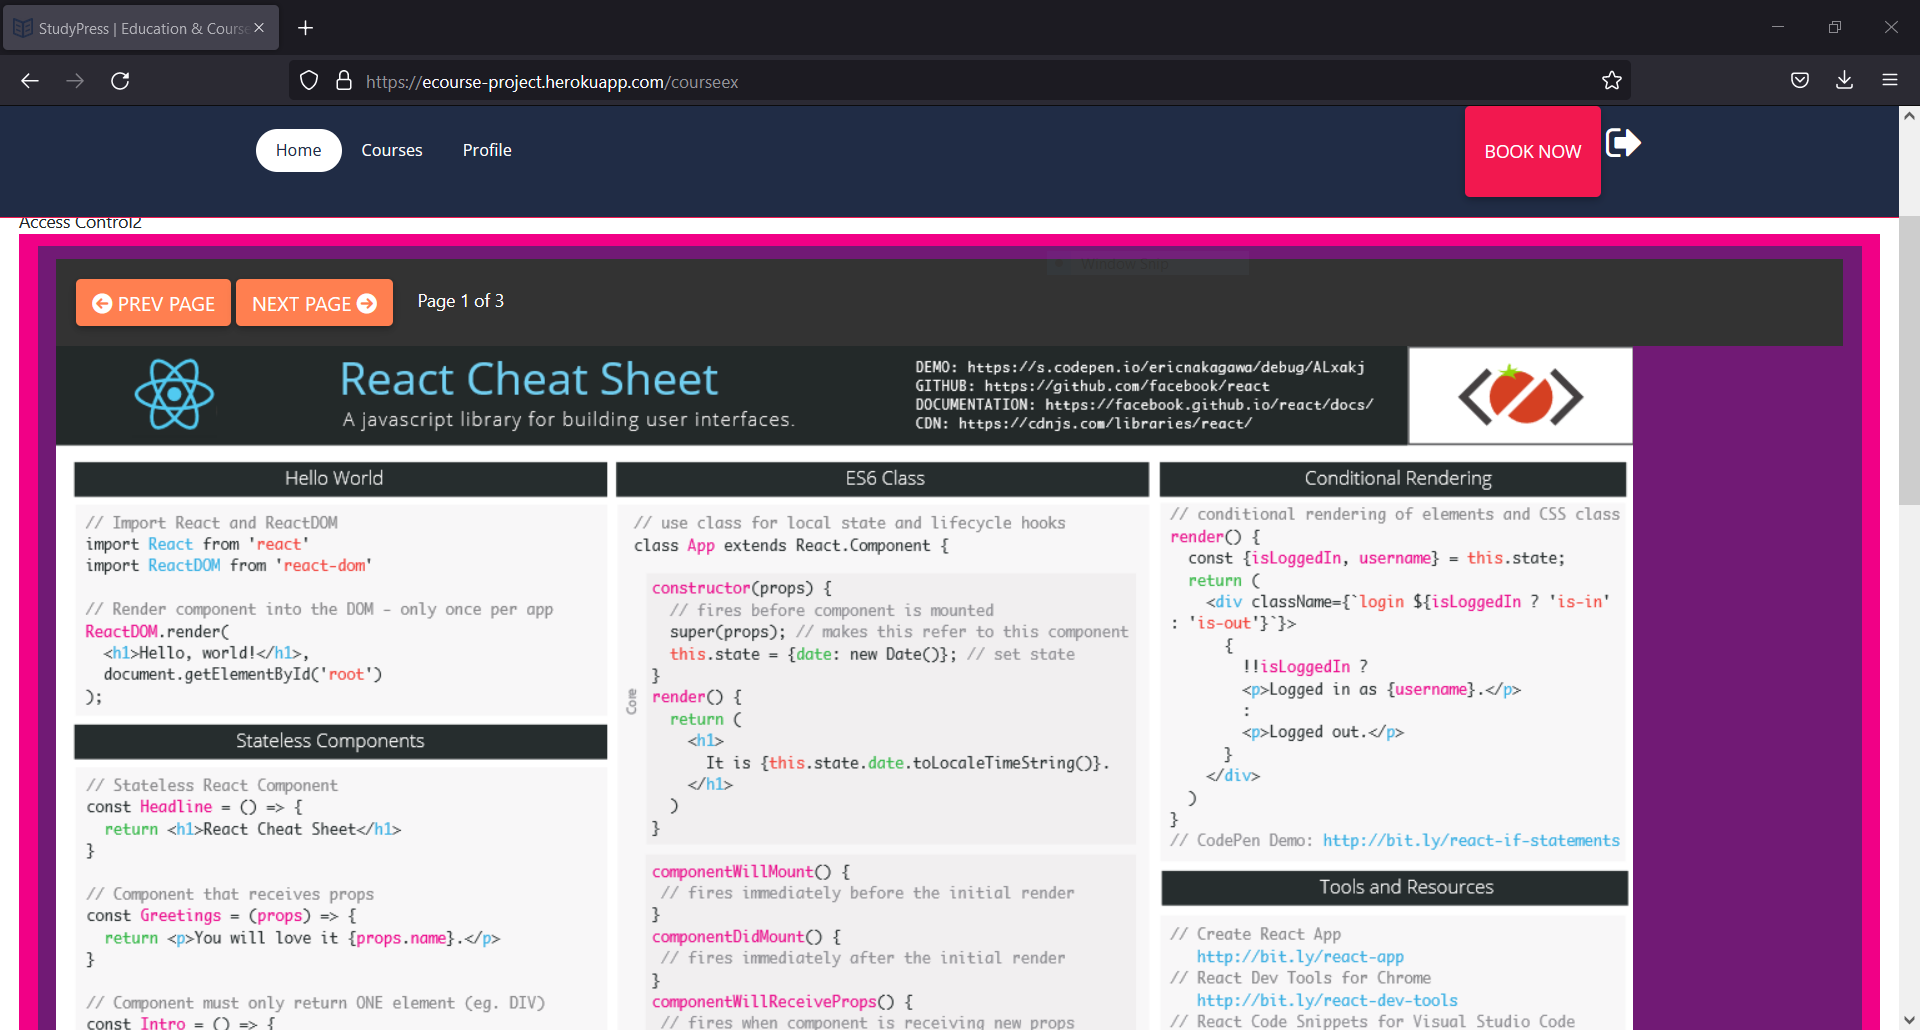 StudyPress | Education & Course
https://ecourse-project.herokuapp.com/courseex
Home
Courses
Profile
BOOK NOW
Access Control2
Window Snip
PREV PAGE
NEXT PAGE
Page 1 of 3
React Cheat Sheet
A javascript library for building user interfaces.
DEMO: https://s.codepen.io/ericnakagawa/debug/ALxakj
GITHUB: https://github.com/facebook/react
DOCUMENTATION: https://facebook.github.io/react/docs/
CDN: https://cdnjs.com/libraries/react/
Hello World
// Import React and ReactDOM
import React from 'react'
import ReactDOM from 'react-dom'
// Render component into the DOM - only once per app
ReactDOM.render(
<h1>Hello, world!</h1>,
document.getElementById('root')
);
Stateless Components
// Stateless React Component
const Headline = () => {
return <h1>React Cheat Sheet</h1>
}
// Component that receives props
const Greetings = (props) => {
return <p>You will love it {props.name}.</p>
}
// Component must only return ONE element (eg. DIV)
const Intro = () => {
ES6 Class
// use class for local state and lifecycle hooks
class App extends React.Component {
Core
constructor(props) {
// fires before component is mounted
super(props); // makes this refer to this component
this.state = {date: new Date()}; // set state
}
render() {
return (
<h1>
It is {this.state.date.toLocaleTimeString()}.
</h1>
)
}
componentWillMount() {
// fires immediately before the initial render
}
componentDidMount() {
// fires immediately after the initial render
}
componentWillReceiveProps() {
// fires when component is receiving new props
Conditional Rendering
// conditional rendering of elements and CSS class
render() {
const {isLoggedIn, username} = this.state;
return (
<div className={`login ${isLoggedIn ? 'is-in'
: 'is-out'}`}>
{
!!isLoggedIn ?
<p>Logged in as {username}.</p>
:
<p>Logged out.</p>
}
</div>
)
}
// CodePen Demo: http://bit.ly/react-if-statements
Tools and Resources
// Create React App
http://bit.ly/react-app
// React Dev Tools for Chrome
http://bit.ly/react-dev-tools
// React Code Snippets for Visual Studio Code